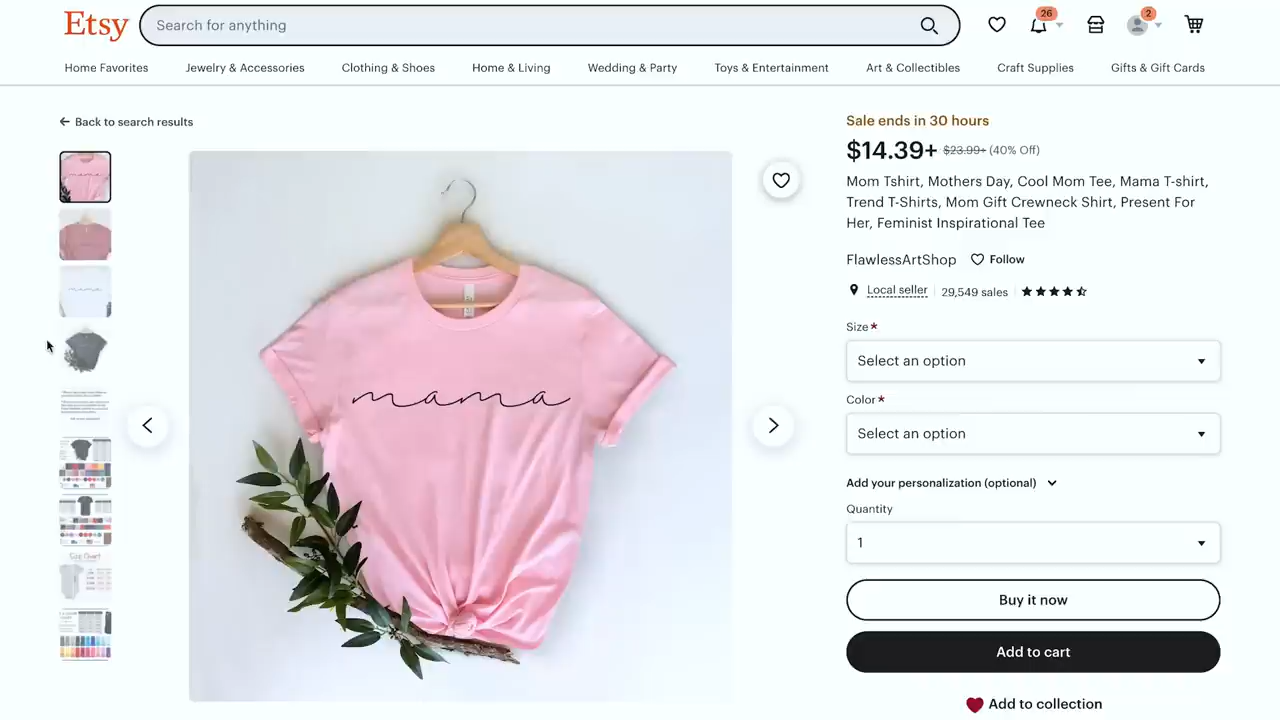 Etsy
Search for anything
26
2
Home Favorites
Jewelry & Accessories
Clothing & Shoes
Home & Living
Wedding & Party
Toys & Entertainment
Art & Collectibles
Craft Supplies
Gifts & Gift Cards
Back to search results
mama
Size Chart
Sale ends in 30 hours
$14.39+ $23.99+ (40% Off)
Mom Tshirt, Mothers Day, Cool Mom Tee, Mama T-shirt,
Trend T-Shirts, Mom Gift Crewneck Shirt, Present For
Her, Feminist Inspirational Tee
FlawlessArtShop Follow
Local seller 29,549 sales
Size*
Select an option
Color*
Select an option
Add your personalization (optional)
Quantity
1
Buy it now
Add to cart
Add to collection